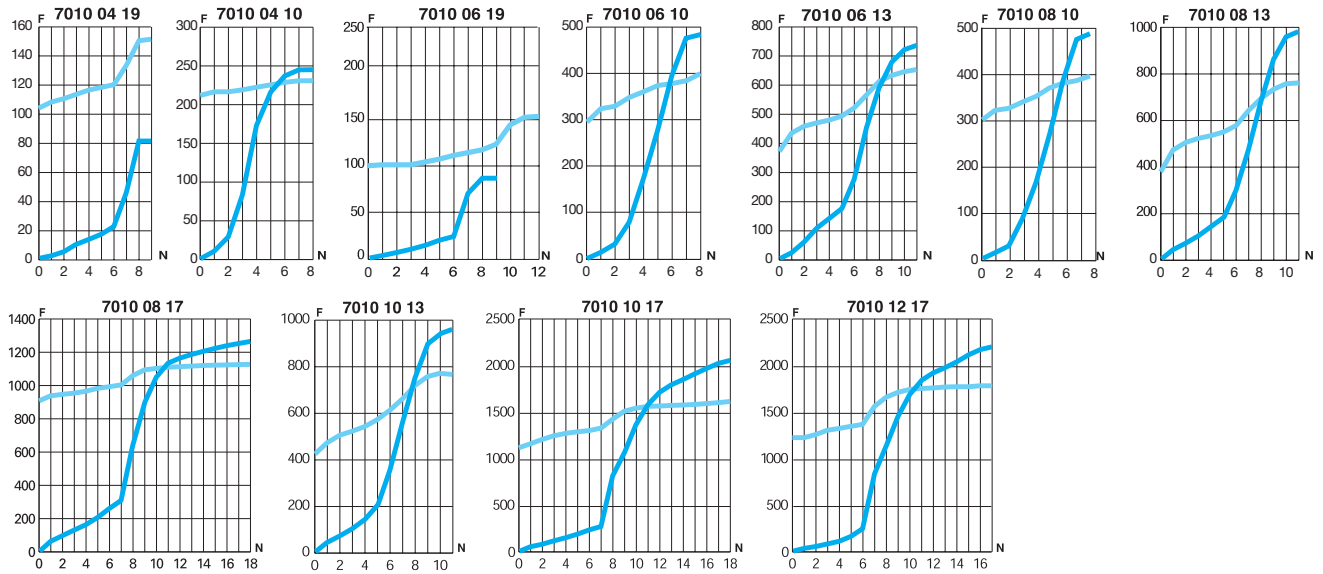 7010 04 19
F
160
140
120
100
80
60
40
20
0
0 2 4 6 8 N
7010 04 10
F
300
250
200
150
100
50
0
0 2 4 6 8 N
7010 06 19
F
250
200
150
100
50
0
0 2 4 6 8 10 12 N
7010 06 10
F
500
400
300
200
100
0
0 2 4 6 8 N
7010 06 13
F
800
700
600
500
400
300
200
100
0
0 2 4 6 8 10 N
7010 08 10
F
500
400
300
200
100
0
0 2 4 6 8 N
7010 08 13
F
1000
800
600
400
200
0
0 2 4 6 8 10 N
7010 08 17
F
1400
1200
1000
800
600
400
200
0
0 2 4 6 8 10 12 14 16 18 N
7010 10 13
F
1000
800
600
400
200
0
0 2 4 6 8 10 N
7010 10 17
F
2500
2000
1500
1000
500
0
0 2 4 6 8 10 12 14 16 18 N
7010 12 17
F
2500
2000
1500
1000
500
0
0 2 4 6 8 10 12 14 16 N